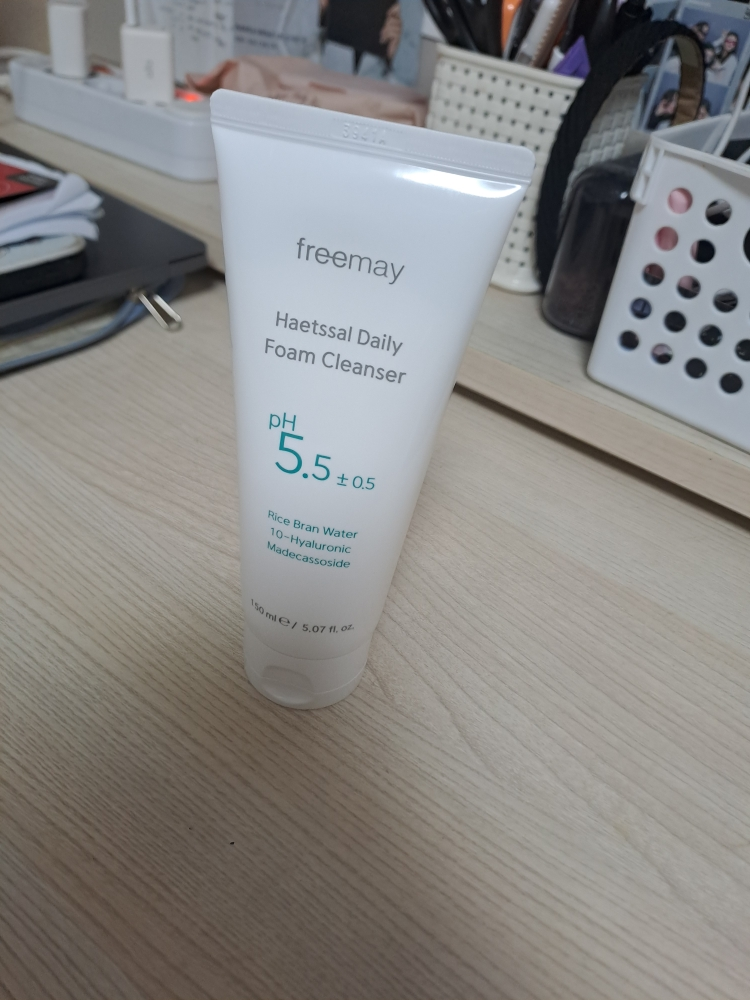 freemay
Haetssal Daily
Foam Cleanser
pH
5.5 ± 0.5
Rice Bran Water
10-Hyaluronic
Madecassoside
150 ml ℮ / 5.07 fl. oz.